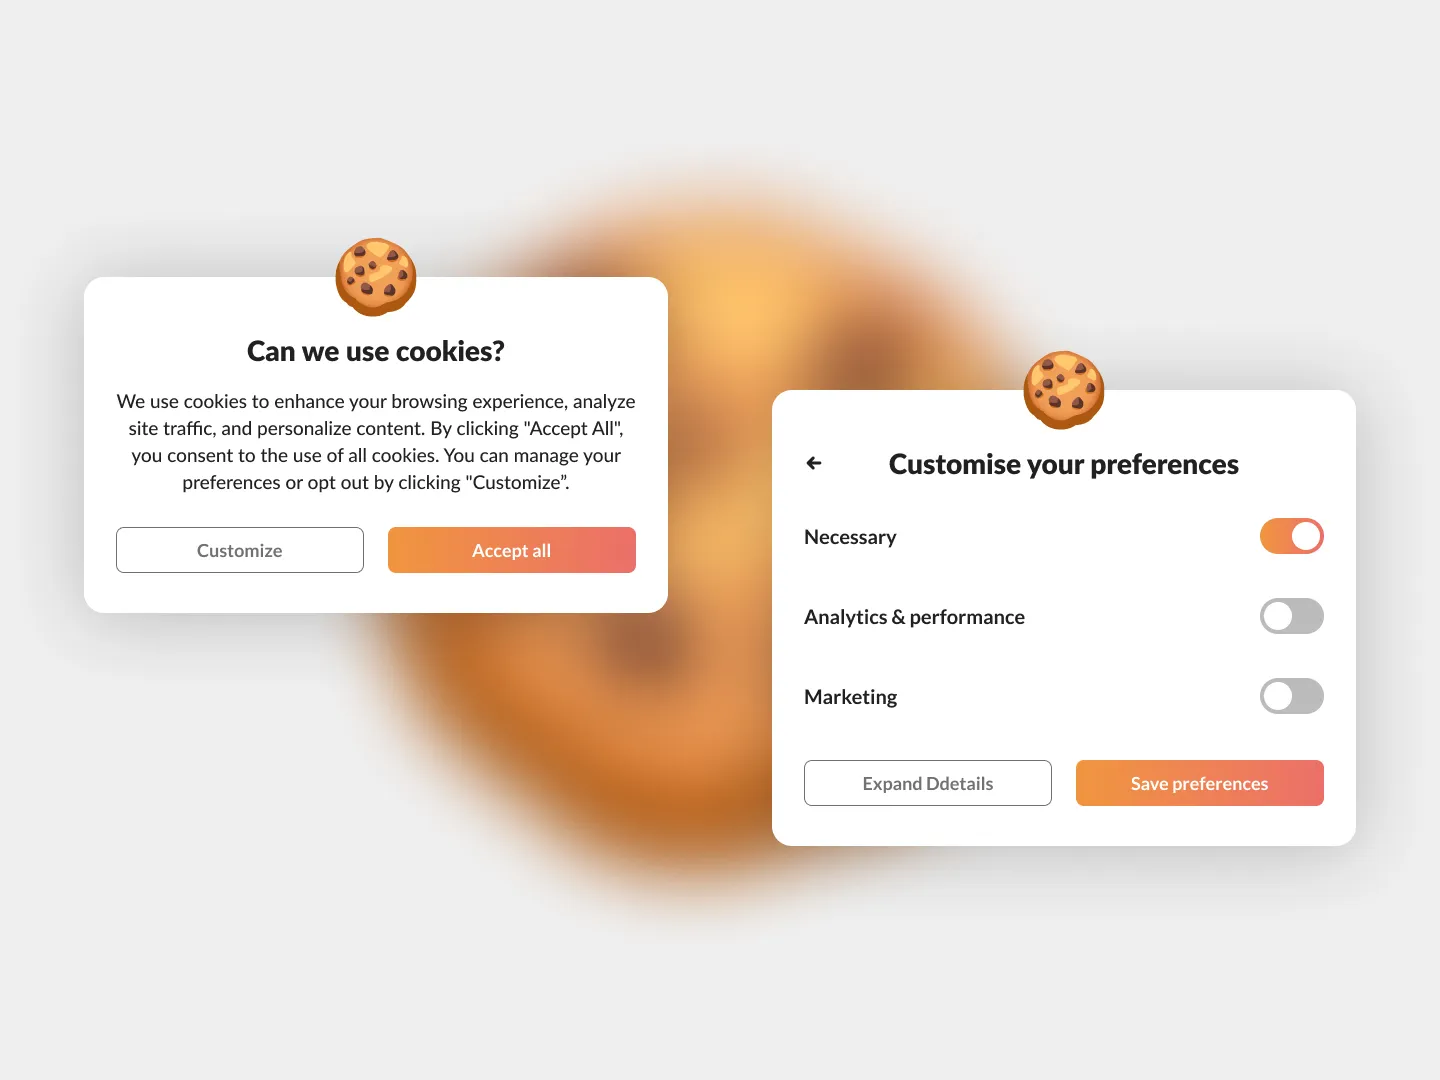 Can we use cookies?
We use cookies to enhance your browsing experience, analyze
site traffic, and personalize content. By clicking "Accept All",
you consent to the use of all cookies. You can manage your
preferences or opt out by clicking "Customize”.
Customize
Accept all
Customise your preferences
Necessary
Analytics & performance
Marketing
Expand Ddetails
Save preferences